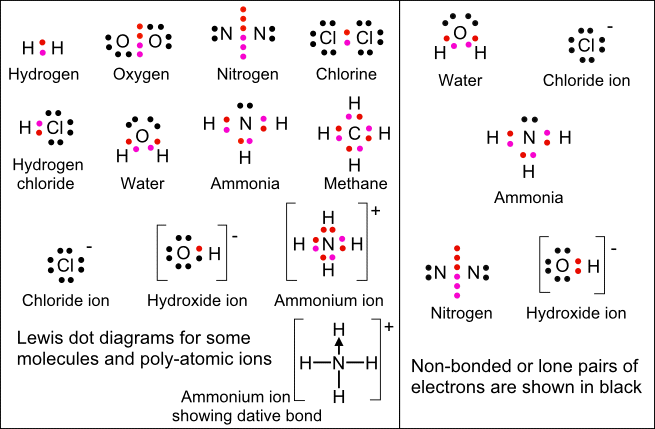 H H
O O
N N
Cl Cl
Hydrogen
Oxygen
Nitrogen
Chlorine
H Cl
O
H H
H N H
H
H
H C H
H
Hydrogen
chloride
Water
Ammonia
Methane
Cl -
O H -
H
H N H +
H
Chloride ion
Hydroxide ion
Ammonium ion
Lewis dot diagrams for some
molecules and poly-atomic ions
H
H N H +
H
Ammonium ion
showing dative bond
O
H H
Cl -
Water
Chloride ion
H N H
H
Ammonia
N N
O H -
Nitrogen
Hydroxide ion
Non-bonded or lone pairs of
electrons are shown in black